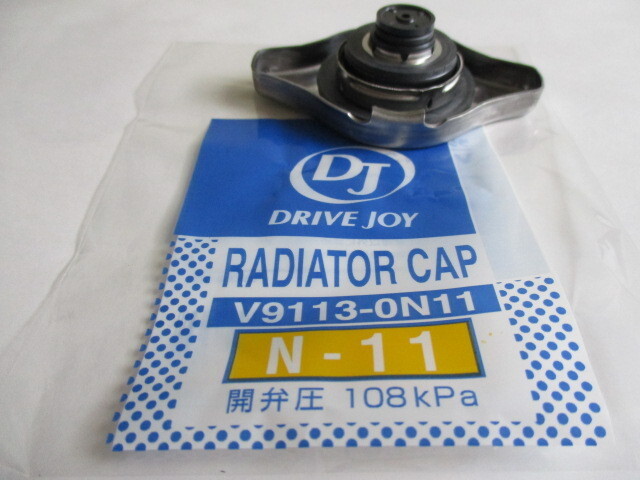 DJ
DRIVE JOY
RADIATOR CAP
V9113-0N11
N-11
開弁圧 108kPa